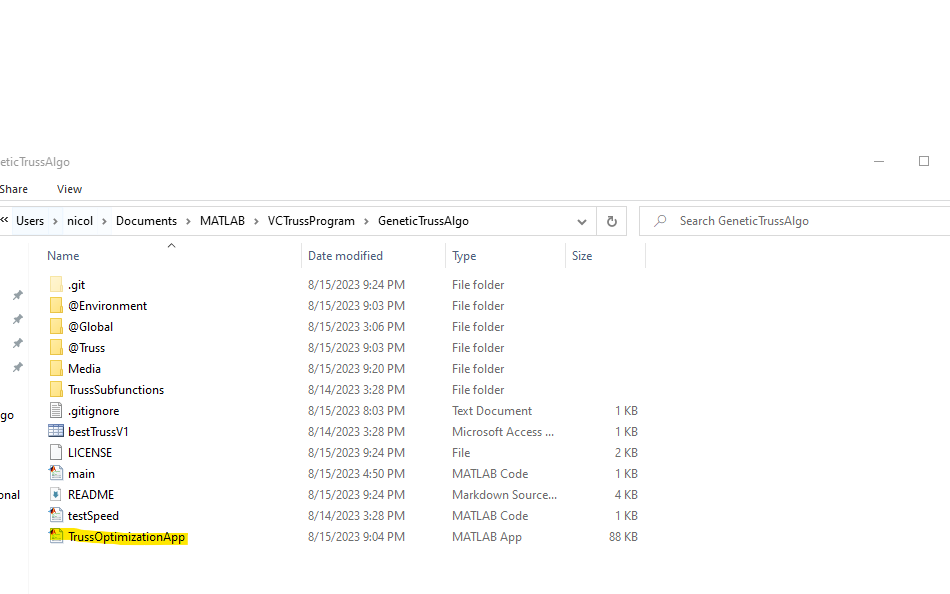 eticTrussAlgo
Share View
« Users > nicol > Documents > MATLAB > VCTrussProgram > GeneticTrussAlgo Search GeneticTrussAlgo
Name Date modified Type Size
.git 8/15/2023 9:24 PM File folder
@Environment 8/15/2023 9:03 PM File folder
@Global 8/15/2023 3:06 PM File folder
@Truss 8/15/2023 9:03 PM File folder
Media 8/15/2023 9:20 PM File folder
TrussSubfunctions 8/14/2023 3:28 PM File folder
go .gitignore 8/15/2023 8:03 PM Text Document 1 KB
bestTrussV1 8/14/2023 3:28 PM Microsoft Access ... 1 KB
LICENSE 8/15/2023 9:24 PM File 2 KB
main 8/15/2023 4:50 PM MATLAB Code 1 KB
onal README 8/15/2023 9:24 PM Markdown Source... 4 KB
testSpeed 8/14/2023 3:28 PM MATLAB Code 1 KB
TrussOptimizationApp 8/15/2023 9:04 PM MATLAB App 88 KB